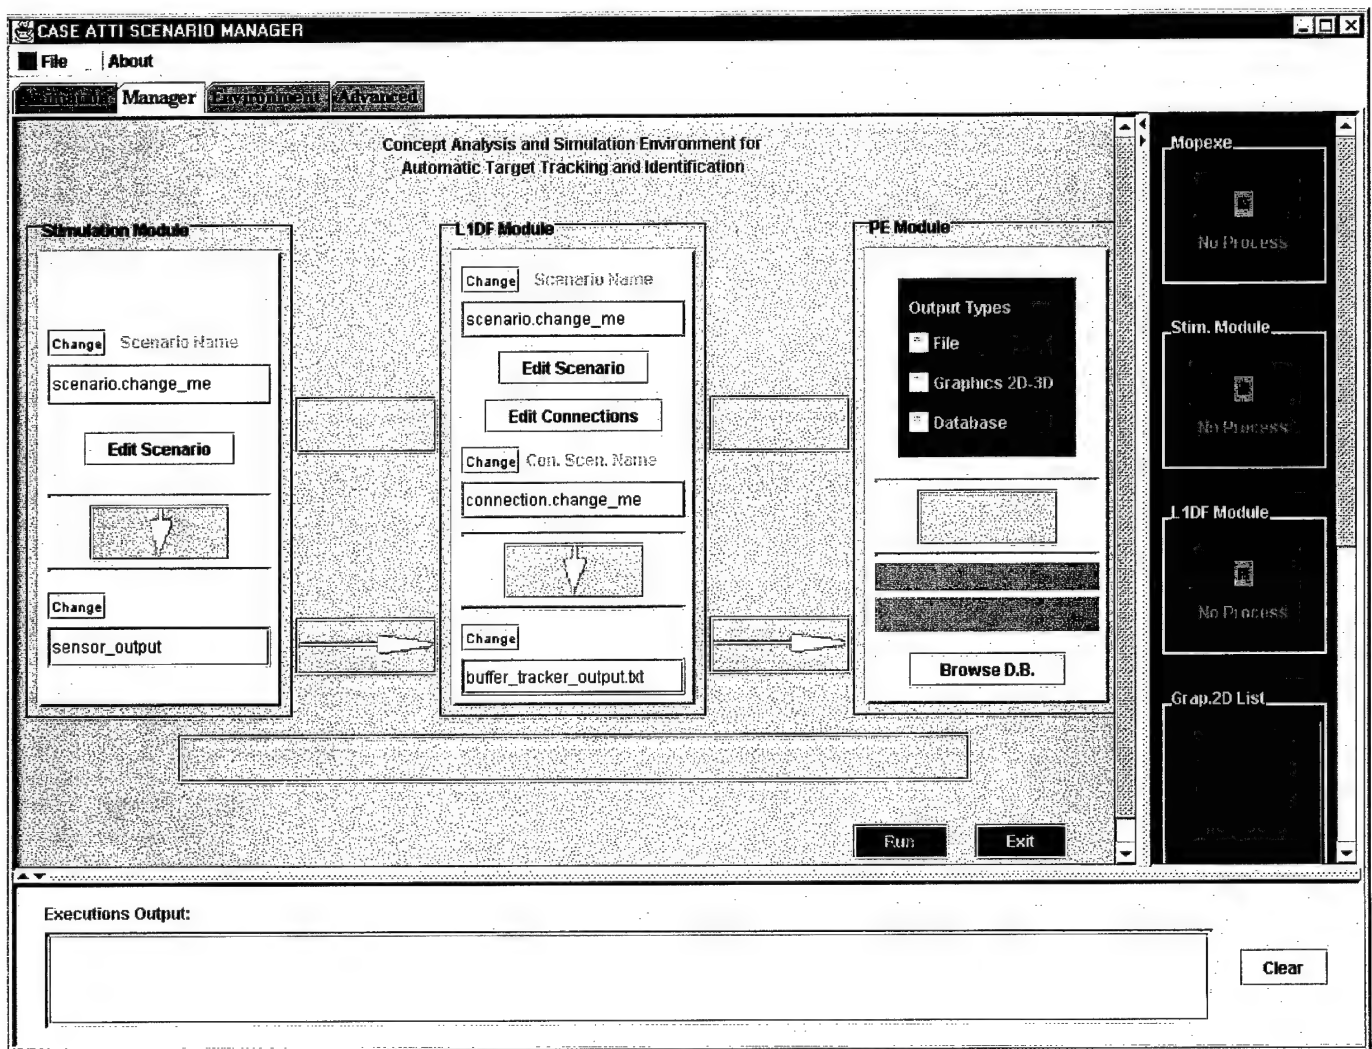 CASE ATTI SCENARIO MANAGER
File About
Manager Environment Advanced
Concept Analysis and Simulation Environment for
Automatic Target Tracking and Identification
Stimulation Module
Change Scenario Name
scenario.change_me
Edit Scenario
Change
sensor_output
L1DF Module
Change Scenario Name
scenario.change_me
Edit Scenario
Edit Connections
Change Con. Scen. Name
connection.change_me
Change
buffer_tracker_output.txt
PE Module
Output Types
File
Graphics 2D-3D
Database
Browse D.B.
Run Exit
Mopexe
No Process
Stim. Module
No Process
L1DF Module
No Process
Grap.2D List
Executions Output:
Clear